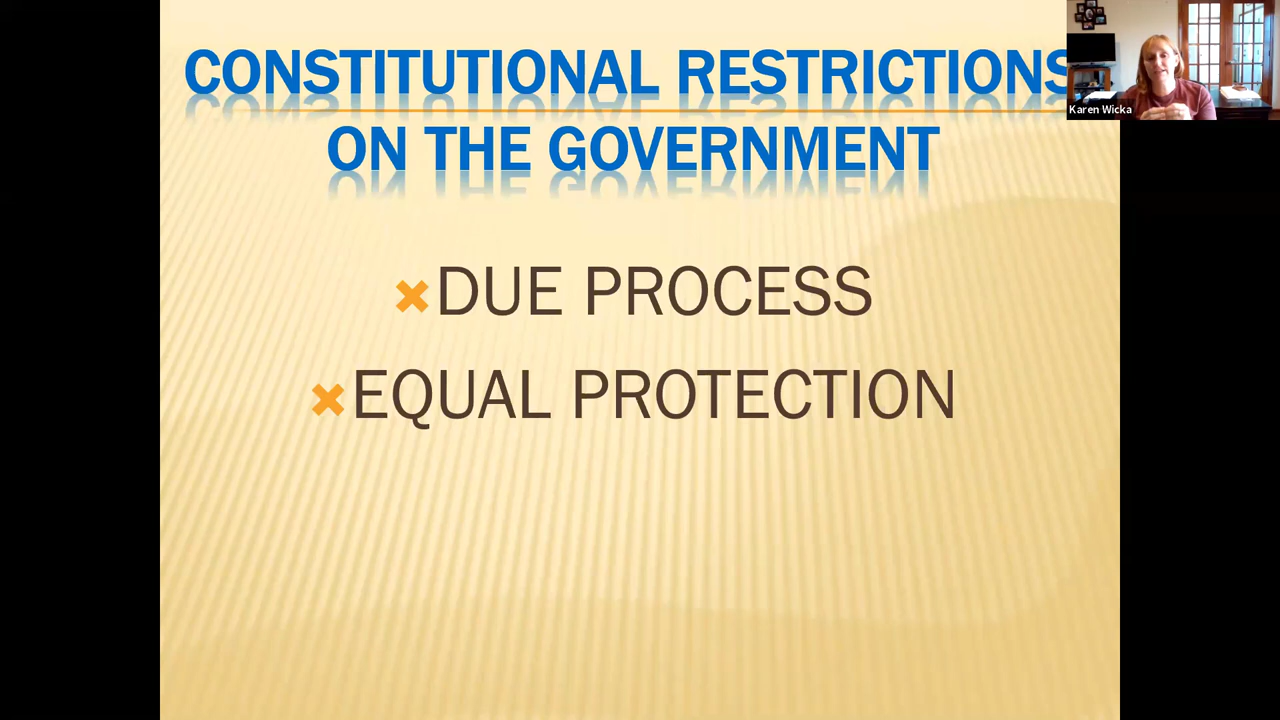 CONSTITUTIONAL RESTRICTIONS
ON THE GOVERNMENT
DUE PROCESS
EQUAL PROTECTION
Karen Wicka